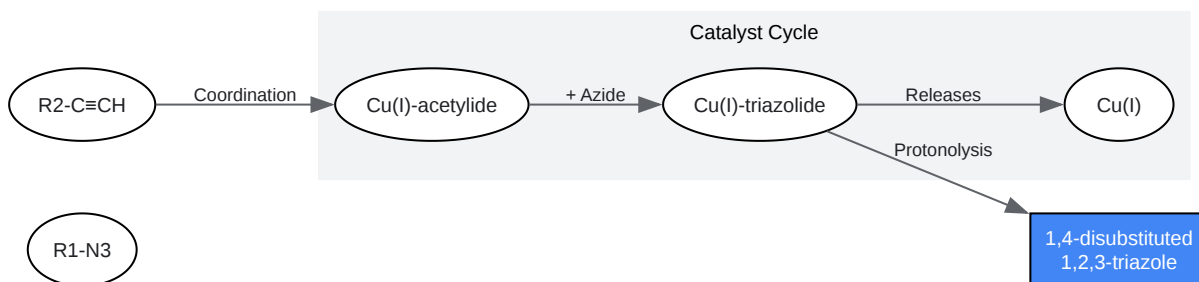 Catalyst Cycle
R2-C≡CH
Coordination
Cu(I)-acetylide
+ Azide
Cu(I)-triazolide
Releases
Cu(I)
Protonolysis
R1-N3
1,4-disubstituted
1,2,3-triazole